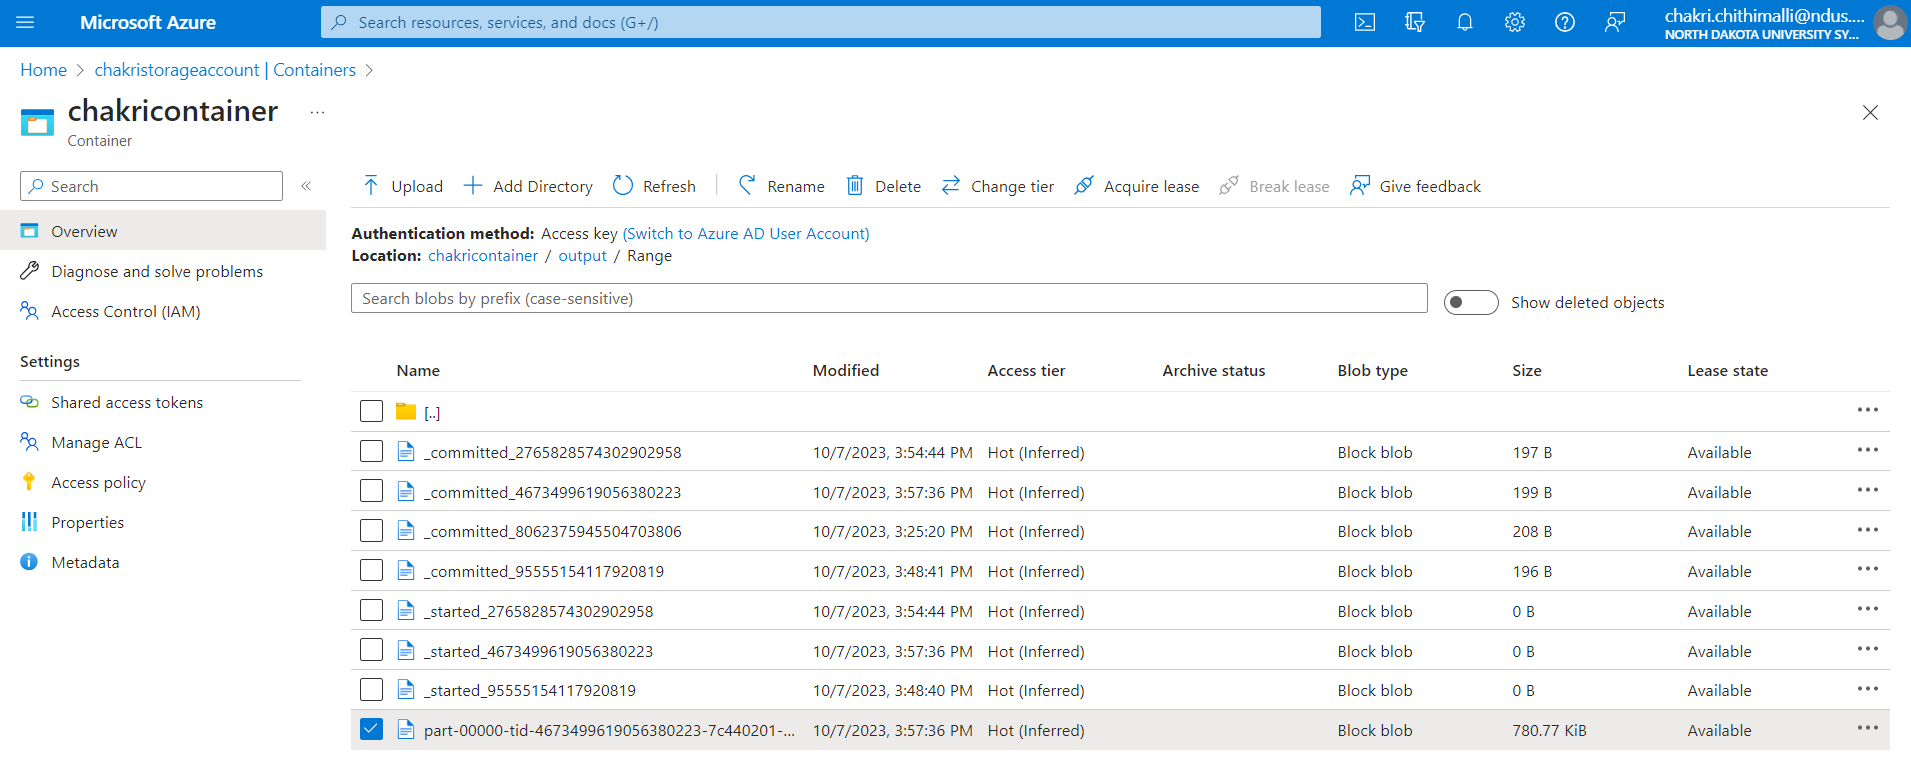 Microsoft Azure
Search resources, services, and docs (G+/)
chakri.chithimalli@ndus....
NORTH DAKOTA UNIVERSITY SY...
Home > chakristorageaccount | Containers >
chakricontainer ...
Container
Search «
Upload Add Directory Refresh Rename Delete Change tier Acquire lease Break lease Give feedback
Overview
Diagnose and solve problems
Access Control (IAM)
Settings
Shared access tokens
Manage ACL
Access policy
Properties
Metadata
Authentication method: Access key (Switch to Azure AD User Account)
Location: chakricontainer / output / Range
Search blobs by prefix (case-sensitive)
Show deleted objects
Name Modified Access tier Archive status Blob type Size Lease state
[..]
_committed_2765828574302902958 10/7/2023, 3:54:44 PM Hot (Inferred) Block blob 197 B Available
_committed_4673499619056380223 10/7/2023, 3:57:36 PM Hot (Inferred) Block blob 199 B Available
_committed_8062375945504703806 10/7/2023, 3:25:20 PM Hot (Inferred) Block blob 208 B Available
_committed_95555154117920819 10/7/2023, 3:48:41 PM Hot (Inferred) Block blob 196 B Available
_started_2765828574302902958 10/7/2023, 3:54:44 PM Hot (Inferred) Block blob 0 B Available
_started_4673499619056380223 10/7/2023, 3:57:36 PM Hot (Inferred) Block blob 0 B Available
_started_95555154117920819 10/7/2023, 3:48:40 PM Hot (Inferred) Block blob 0 B Available
part-00000-tid-4673499619056380223-7c440201-... 10/7/2023, 3:57:36 PM Hot (Inferred) Block blob 780.77 KiB Available